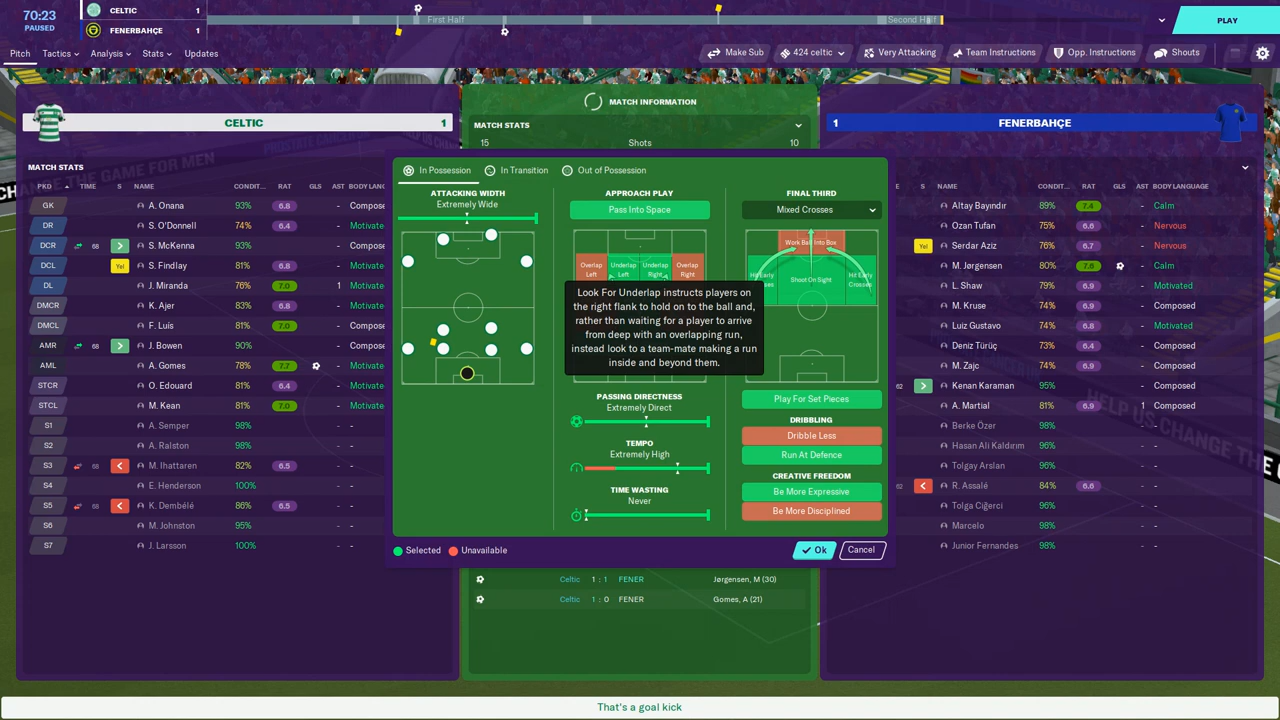 70:23
PAUSED
CELTIC 1
FENERBAHÇE 1
First Half
Second Half
PLAY
Pitch Tactics Analysis Stats Updates
Make Sub 424 celtic Very Attacking Team Instructions Opp. Instructions Shouts
CELTIC 1
MATCH INFORMATION
1 FENERBAHÇE
MATCH STATS
15 Shots 10
MATCH STATS
PKD TIME S NAME CONDIT... RAT GLS AST BODY LANG
GK A. Onana 93% 6.8 - Compose
DR S. O'Donnell 74% 6.4 - Motivate
DCR 68 S. McKenna 93% - Compose
DCL Yel S. Findlay 81% 6.8 - Motivate
DL J. Miranda 76% 7.0 1 Motivate
DMCR K. Ajer 83% 6.8 - Motivate
DMCL F. Luís 81% 7.0 - Compose
AMR 68 J. Bowen 90% - Compose
AML A. Gomes 78% 7.7 - Motivate
STCR O. Edouard 81% 6.4 - Motivate
STCL M. Kean 81% 7.0 - Motivate
S1 A. Semper 98% - -
S2 A. Ralston 98% - -
S3 68 M. Ihattaren 82% 6.5 - -
S4 E. Henderson 100% - -
S5 68 K. Dembélé 86% 6.5 - -
S6 M. Johnston 95% - -
S7 J. Larsson 100% - -
In Possession In Transition Out of Possession
ATTACKING WIDTH
Extremely Wide
APPROACH PLAY
Pass Into Space
Overlap Left
Underlap Left
Underlap Right
Overlap Right
Look For Underlap instructs players on
the right flank to hold on to the ball and,
rather than waiting for a player to arrive
from deep with an overlapping run,
instead look to a team-mate making a run
inside and beyond them.
PASSING DIRECTNESS
Extremely Direct
TEMPO
Extremely High
TIME WASTING
Never
FINAL THIRD
Mixed Crosses
Work Ball Into Box
Hit Early Crosses
Shoot On Sight
Hit Early Crosses
Play For Set Pieces
DRIBBLING
Dribble Less
Run At Defence
CREATIVE FREEDOM
Be More Expressive
Be More Disciplined
Selected Unavailable
Ok Cancel
E S NAME CONDIT... RAT GLS AST BODY LANGUAGE
Altay Bayındır 89% 7.4 - Calm
Ozan Tufan 75% 6.6 - Nervous
Yel Serdar Aziz 76% 6.7 - Nervous
M. Jørgensen 80% 7.6 - Calm
L. Shaw 79% 6.9 - Motivated
M. Kruse 74% 6.8 - Composed
Luiz Gustavo 74% 6.8 - Motivated
Deniz Türüç 73% 6.4 - Composed
M. Zajc 74% 6.9 - Composed
62 Kenan Karaman 95% - Composed
A. Martial 81% 6.9 1 Composed
Berke Özer 98% - -
Hasan Ali Kaldırım 96% - -
Tolgay Arslan 96% - -
62 R. Assalé 84% 6.6 - -
Tolga Ciğerci 96% - -
Marcelo 98% - -
Junior Fernandes 98% - -
Celtic 1 : 1 FENER Jørgensen, M (30)
Celtic 1 : 0 FENER Gomes, A (21)
That's a goal kick